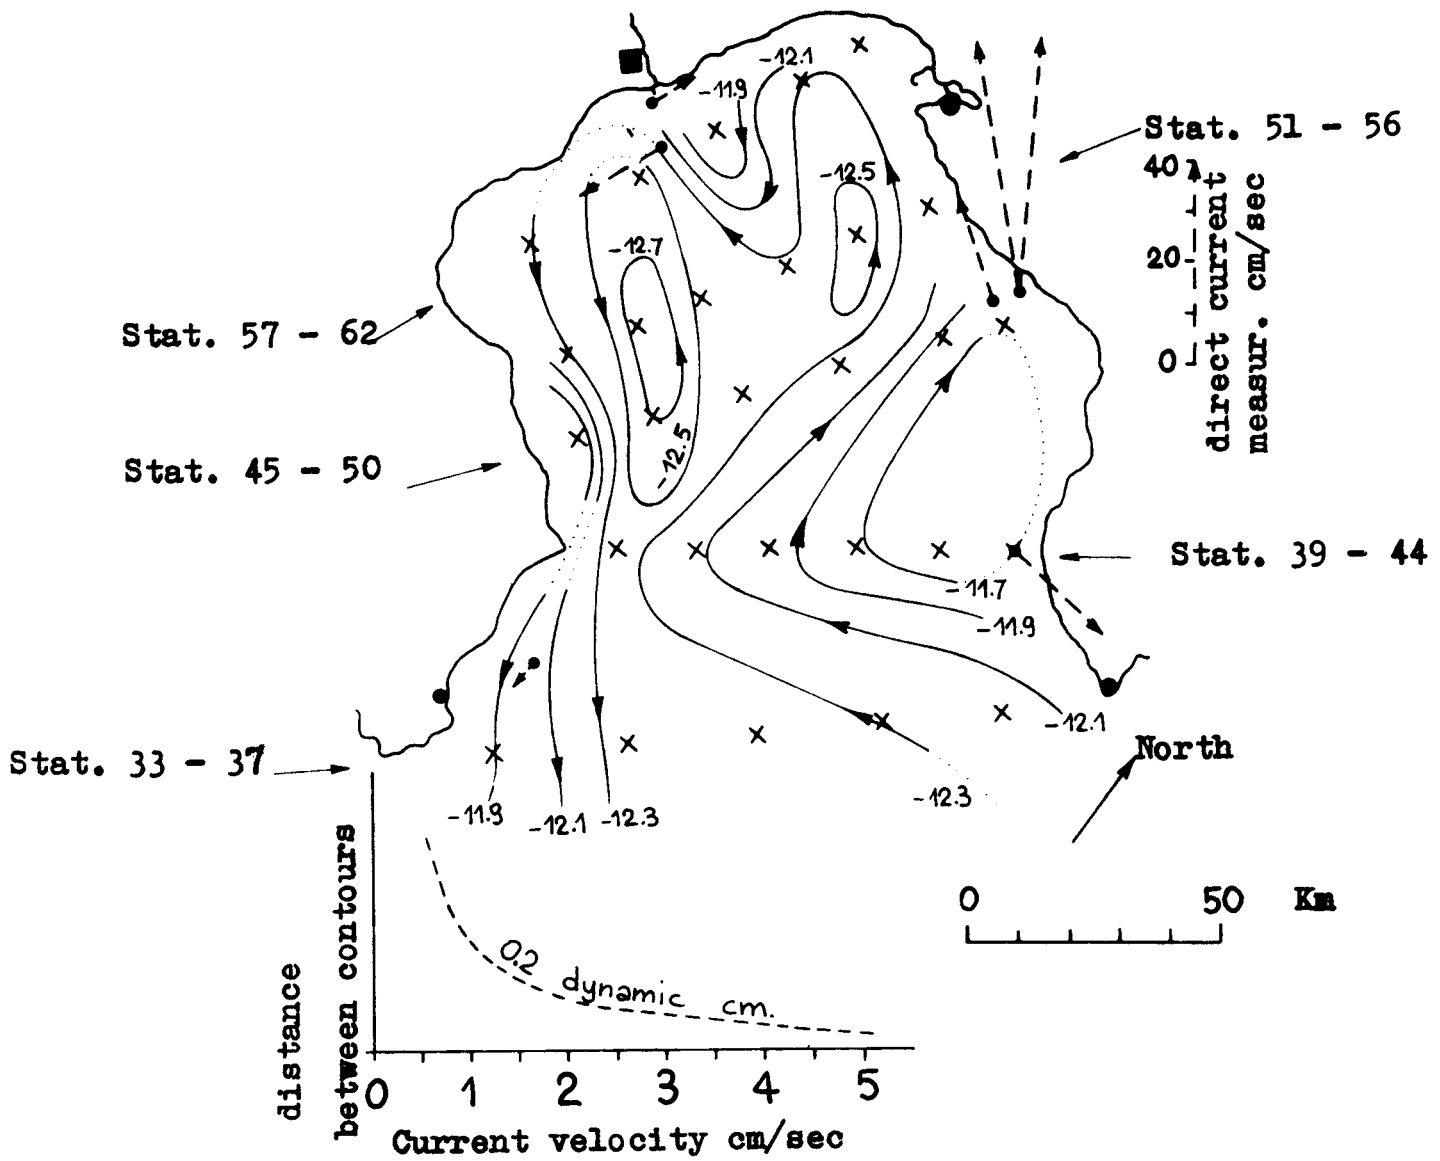 -12.1
-11.9
Stat. 51 - 56
40
-12.5
direct current
measur. cm/sec
-12.7
20
Stat. 57 - 62
0
-12.5
Stat. 45 - 50
Stat. 39 - 44
-11.7
-11.9
-12.1
North
Stat. 33 - 37
-12.3
-11.9
-12.1
-12.3
0 50 Km
distance
between contours
0.2 dynamic cm.
0 1 2 3 4 5
Current velocity cm/sec